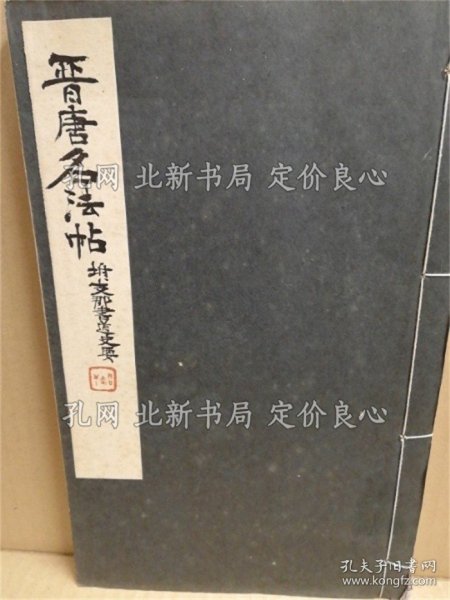 晋唐名法帖
坿支那書道史要
孔网 北新书局 定价良心
孔网 北新书局 定价良心
孔夫子旧书网
www.kongfz.com